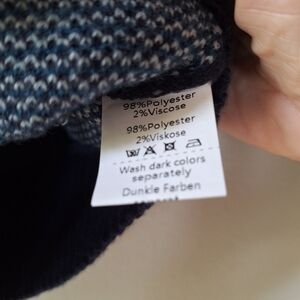 98%Polyester
2%Viscose
98%Polyester
2%Viskose
Wash dark colors
separately
Dunkle Farben